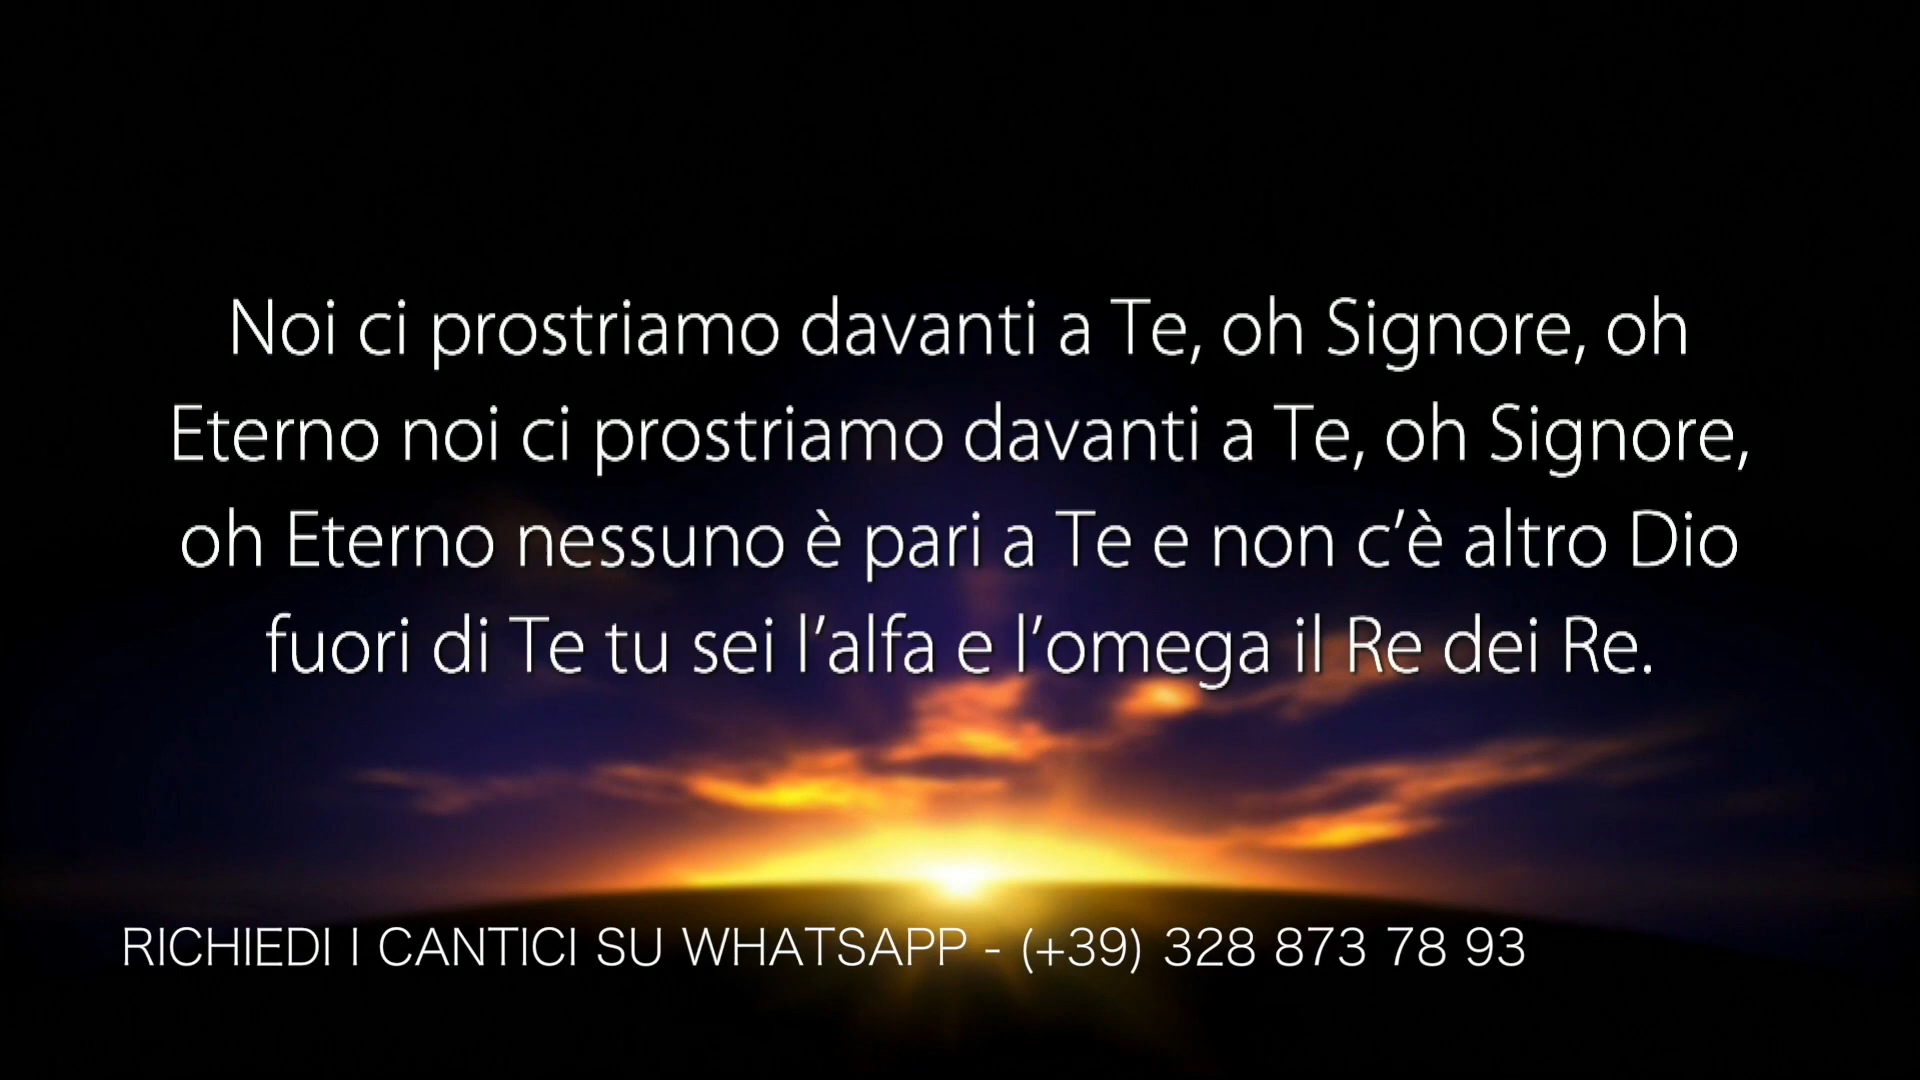 Noi ci prostriamo davanti a Te, oh Signore, oh
Eterno noi ci prostriamo davanti a Te, oh Signore,
oh Eterno nessuno è pari a Te e non c’è altro Dio
fuori di Te tu sei l’alfa e l’omega il Re dei Re.
RICHIEDI I CANTICI SU WHATSAPP - (+39) 328 873 78 93